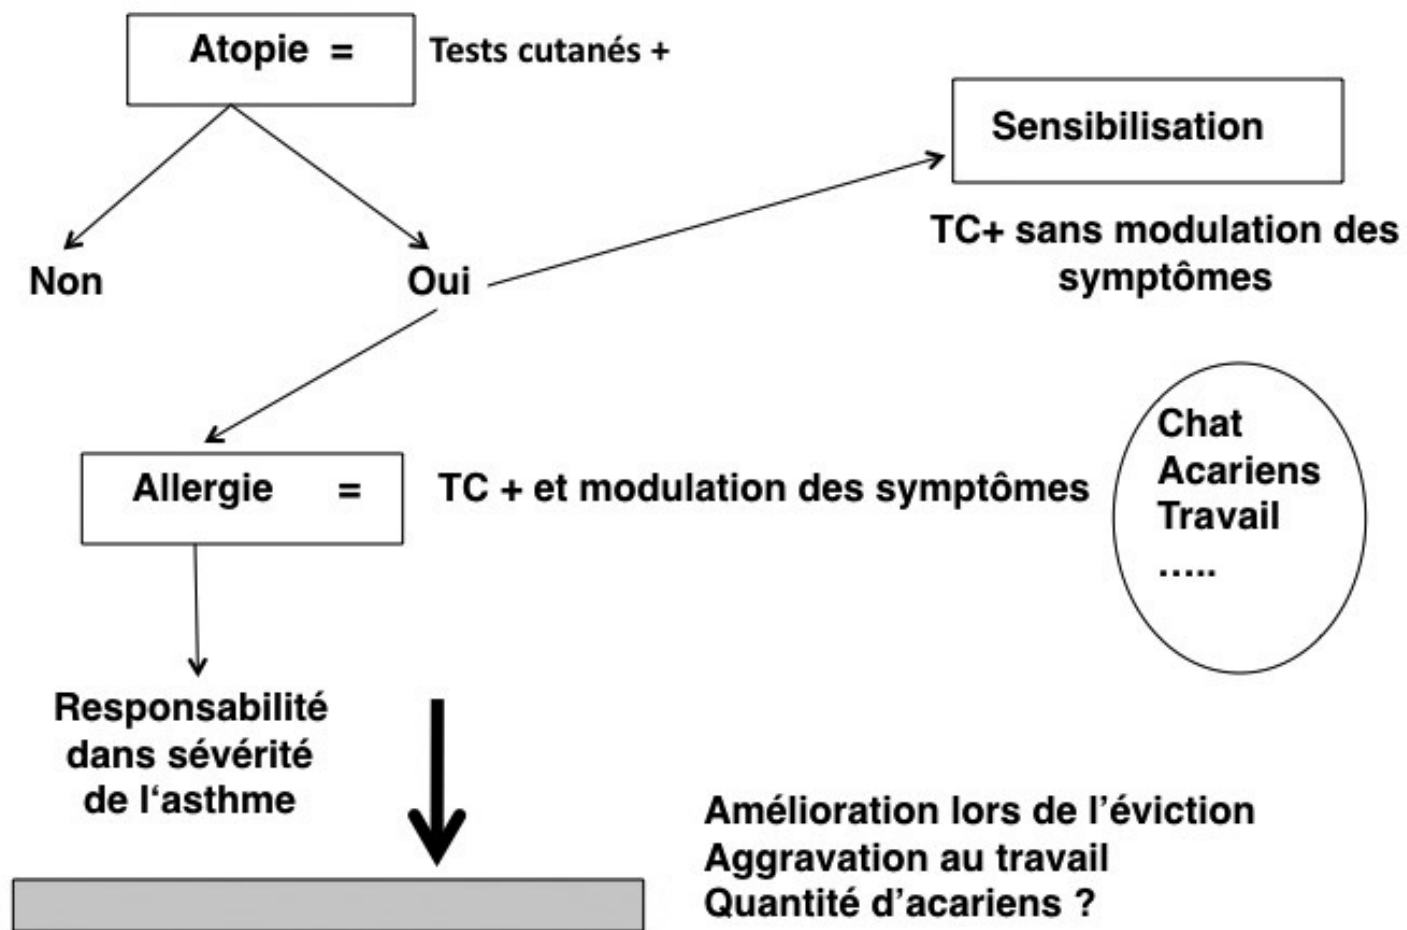 Atopie =
Tests cutanés +
Sensibilisation
TC+ sans modulation des
symptômes
Non
Oui
Allergie =
TC + et modulation des symptômes
Chat
Acariens
Travail
.....
Responsabilité
dans sévérité
de l‘asthme
Amélioration lors de l’éviction
Aggravation au travail
Quantité d’acariens ?